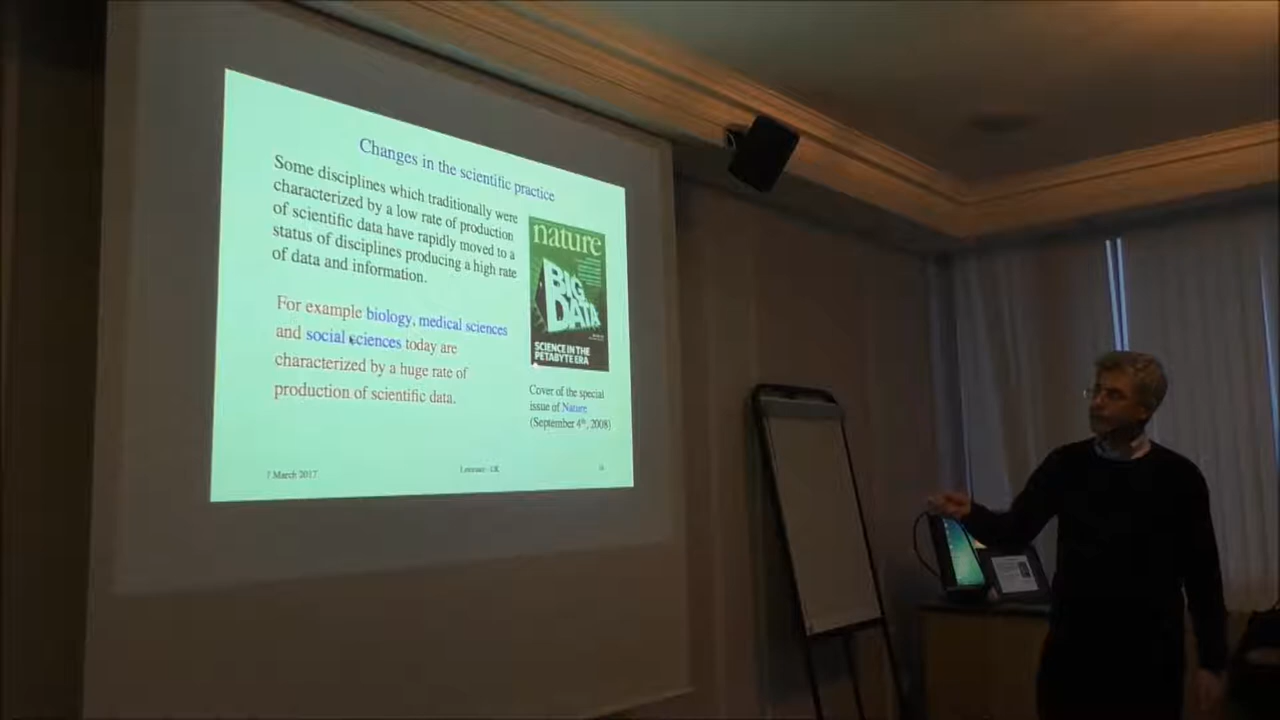 Changes in the scientific practice
Some disciplines which traditionally were
characterized by a low rate of production
of scientific data have rapidly moved to a
status of disciplines producing a high rate
of data and information.
For example biology, medical sciences
and social sciences today are
characterized by a huge rate of
production of scientific data.
nature
BIG
DATA
SCIENCE IN THE
PETABYTE ERA
Cover of the special
issue of Nature
(September 4th, 2008)
7 March 2017